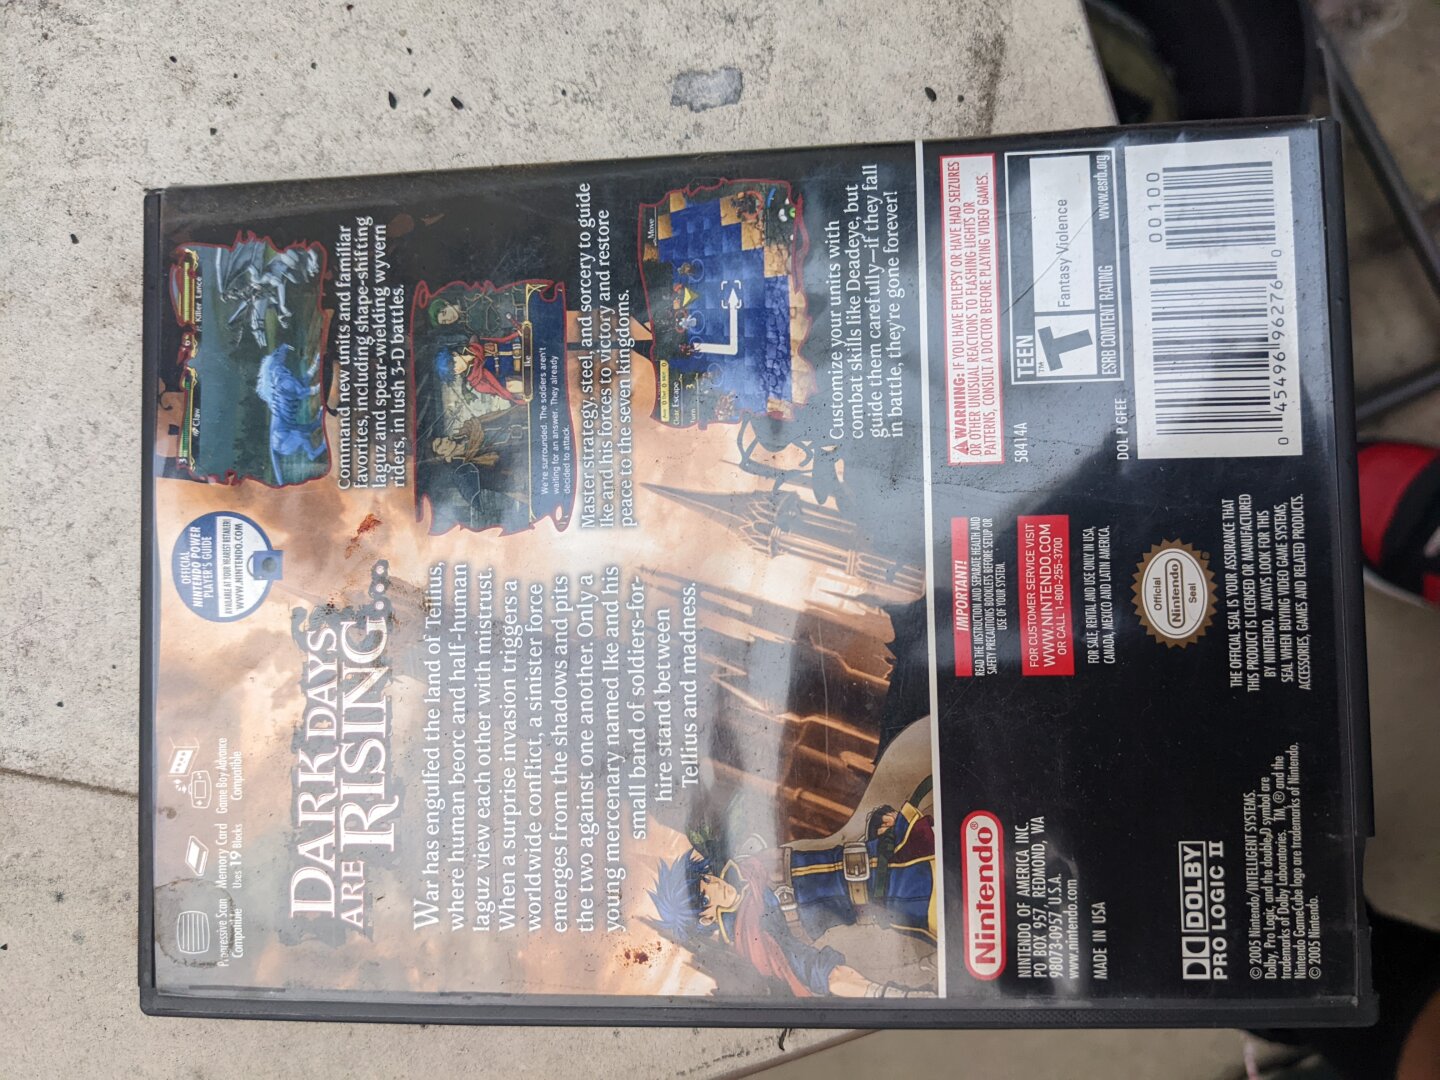 Progressive Scan
Compatible
Memory Card
Uses 19 Blocks
Game Boy Advance
Compatible
OFFICIAL
NINTENDO POWER
PLAYER'S GUIDE
AVAILABLE AT YOUR NEAREST RETAILER!
WWW.NINTENDO.COM
DARK DAYS
ARE RISING...
War has engulfed the land of Tellius,
where human beorc and half-human
laguz view each other with mistrust.
When a surprise invasion triggers a
worldwide conflict, a sinister force
emerges from the shadows and pits
the two against one another. Only a
young mercenary named Ike and his
small band of soldiers-for-
hire stand between
Tellius and madness.
Claw
Killer Lance
Command new units and familiar
favorites, including shape-shifting
laguz and spear-wielding wyvern
riders, in lush 3-D battles.
Ike
We're surrounded. The soldiers aren't
waiting for an answer. They already
decided to attack.
Master strategy, steel, and sorcery to guide
Ike and his forces to victory and restore
peace to the seven kingdoms.
Move
Clear Escape
Turn 3
Customize your units with
combat skills like Deadeye, but
guide them carefully—if they fall
in battle, they're gone forever!
Nintendo®
NINTENDO OF AMERICA INC.
PO BOX 957, REDMOND, WA
98073-0957 U.S.A.
www.nintendo.com
MADE IN USA
DOLBY
PRO LOGIC II
© 2005 Nintendo/INTELLIGENT SYSTEMS.
Dolby, Pro Logic, and the double-D symbol are
trademarks of Dolby Laboratories. TM, ® and the
Nintendo GameCube logo are trademarks of Nintendo.
© 2005 Nintendo.
IMPORTANT!
READ THE INSTRUCTION AND SEPARATE HEALTH AND
SAFETY PRECAUTIONS BOOKLETS BEFORE SETUP OR
USE OF YOUR SYSTEM.
FOR CUSTOMER SERVICE VISIT
WWW.NINTENDO.COM
OR CALL 1-800-255-3700
FOR SALE, RENTAL AND USE ONLY IN USA,
CANADA, MEXICO AND LATIN AMERICA.
Official
Nintendo
Seal
THE OFFICIAL SEAL IS YOUR ASSURANCE THAT
THIS PRODUCT IS LICENSED OR MANUFACTURED
BY NINTENDO. ALWAYS LOOK FOR THIS
SEAL WHEN BUYING VIDEO GAME SYSTEMS,
ACCESSORIES, GAMES AND RELATED PRODUCTS.
WARNING: IF YOU HAVE EPILEPSY OR HAVE HAD SEIZURES
OR OTHER UNUSUAL REACTIONS TO FLASHING LIGHTS OR
PATTERNS, CONSULT A DOCTOR BEFORE PLAYING VIDEO GAMES.
58414A
TEEN
T™
Fantasy Violence
ESRB CONTENT RATING www.esrb.org
DOL P GFEE
00100
0 45496 96276 0